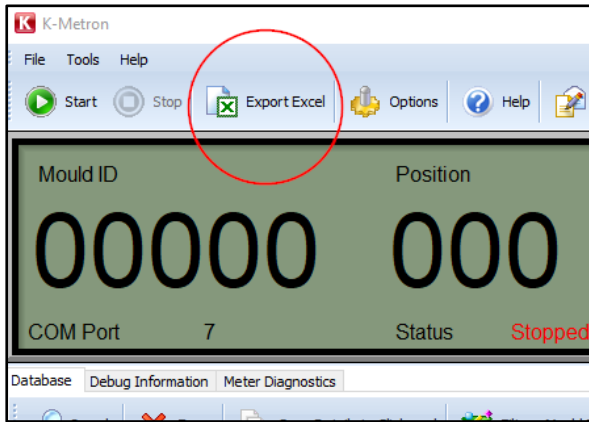 K K-Metron
File Tools Help
Start Stop Export Excel Options Help
Mould ID Position
00000 000
COM Port 7 Status Stopped
Database Debug Information Meter Diagnostics